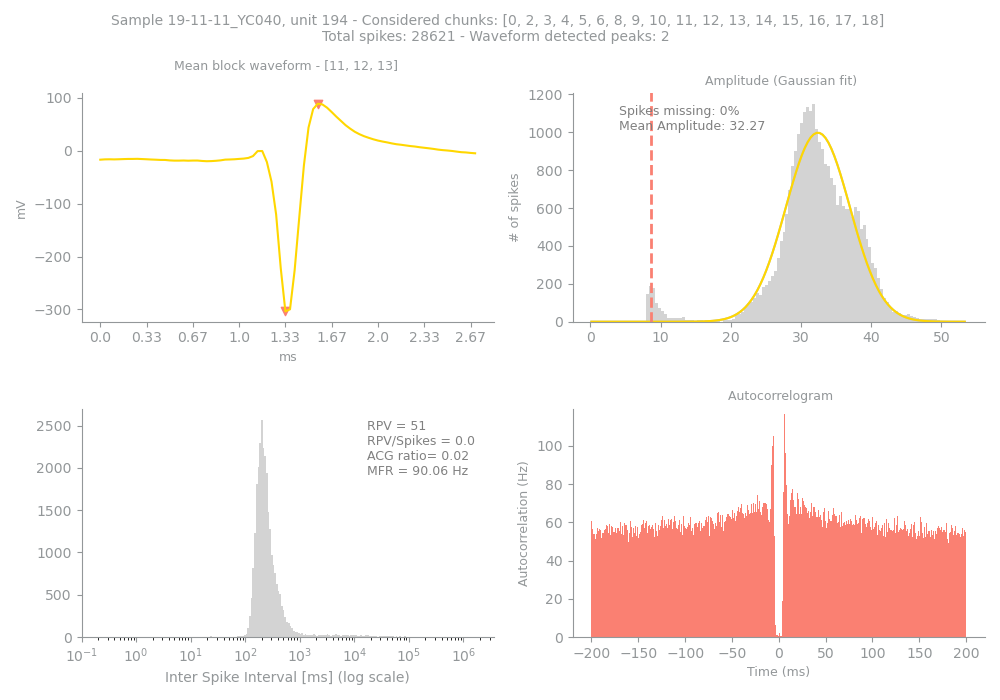 Sample 19-11-11_YC040, unit 194 - Considered chunks: [0, 2, 3, 4, 5, 6, 8, 9, 10, 11, 12, 13, 14, 15, 16, 17, 18]
Total spikes: 28621 - Waveform detected peaks: 2
Mean block waveform - [11, 12, 13]
100
0
−100
−200
−300
mV
0.0 0.33 0.67 1.0 1.33 1.67 2.0 2.33 2.67
ms
Amplitude (Gaussian fit)
Spikes missing: 0%
Mean Amplitude: 32.27
1200
1000
800
600
400
200
0
# of spikes
0 10 20 30 40 50
RPV = 51
RPV/Spikes = 0.0
ACG ratio= 0.02
MFR = 90.06 Hz
2500
2000
1500
1000
500
0
10⁻¹ 10⁰ 10¹ 10² 10³ 10⁴ 10⁵ 10⁶
Inter Spike Interval [ms] (log scale)
Autocorrelogram
100
80
60
40
20
0
Autocorrelation (Hz)
−200 −150 −100 −50 0 50 100 150 200
Time (ms)